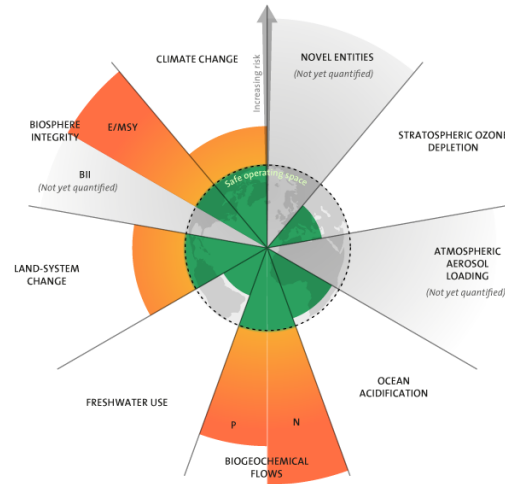 CLIMATE CHANGE
Increasing risk
NOVEL ENTITIES
(Not yet quantified)
STRATOSPHERIC OZONE
DEPLETION
ATMOSPHERIC
AEROSOL
LOADING
(Not yet quantified)
OCEAN
ACIDIFICATION
N
P
BIOGEOCHEMICAL
FLOWS
FRESHWATER USE
LAND-SYSTEM
CHANGE
BIOSPHERE
INTEGRITY
E/MSY
BII
(Not yet quantified)
Safe operating space